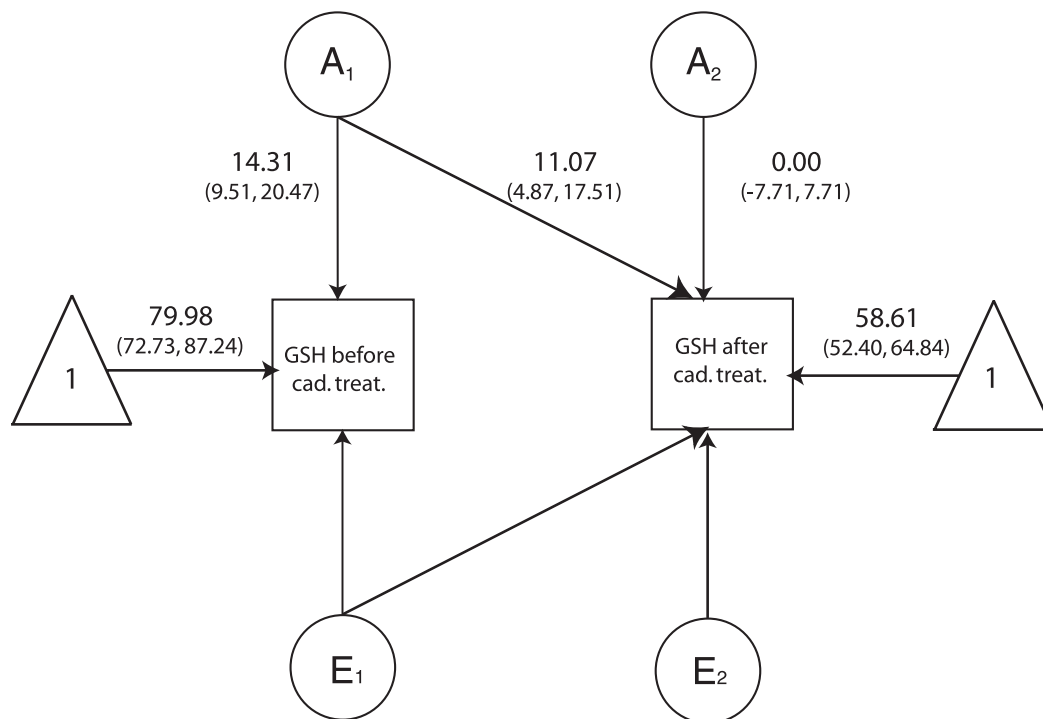 A1
A2
14.31
(9.51, 20.47)
11.07
(4.87, 17.51)
0.00
(-7.71, 7.71)
79.98
(72.73, 87.24)
1
GSH before
cad. treat.
GSH after
cad. treat.
58.61
(52.40, 64.84)
1
E1
E2